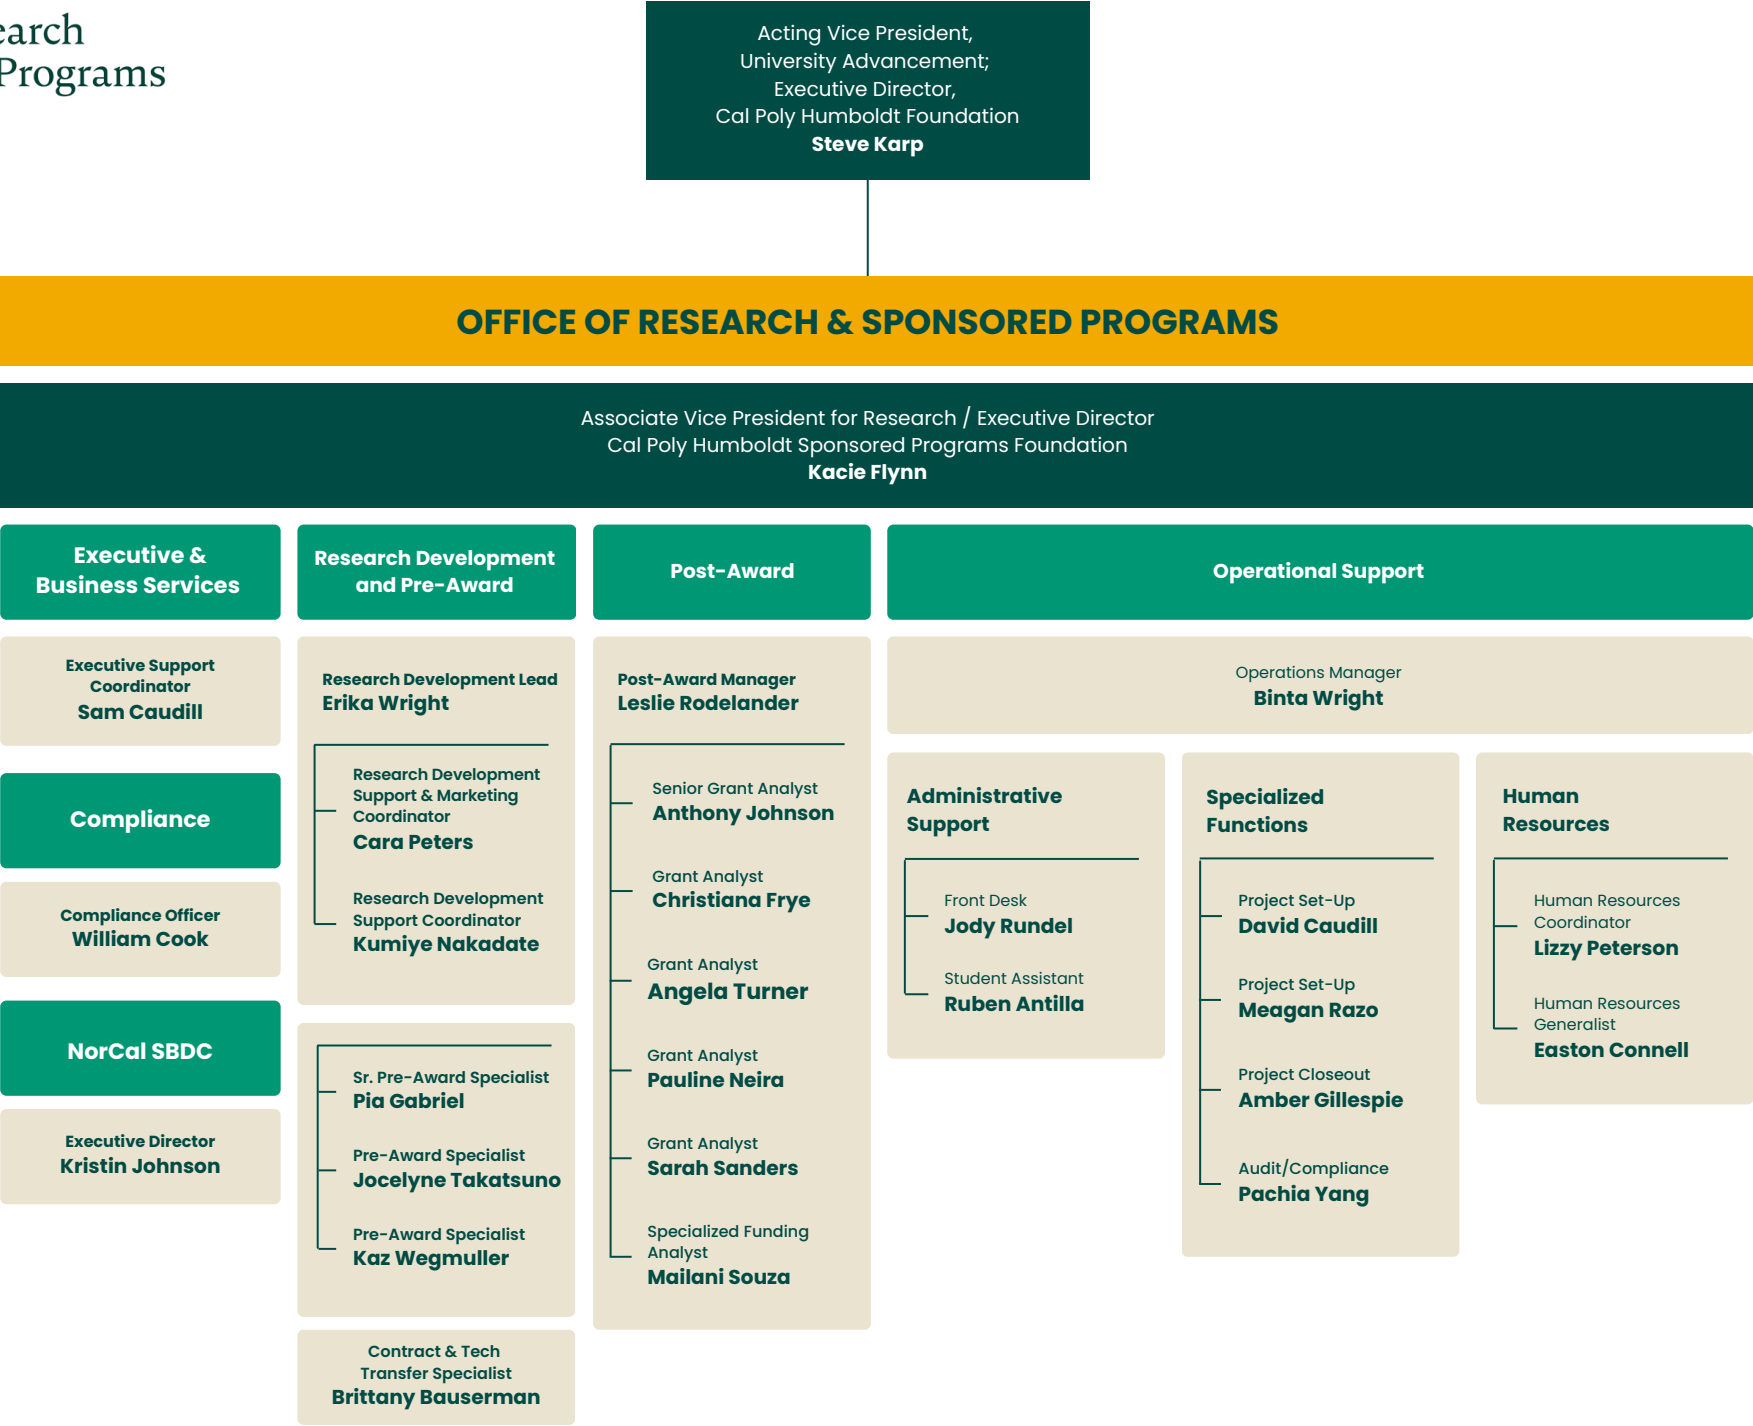 Programs
Acting Vice President,
University Advancement;
Executive Director,
Cal Poly Humboldt Foundation
Steve Karp
OFFICE OF RESEARCH & SPONSORED PROGRAMS
Associate Vice President for Research / Executive Director
Cal Poly Humboldt Sponsored Programs Foundation
Kacie Flynn
Executive &
Business Services
Executive Support
Coordinator
Sam Caudill
Compliance
Compliance Officer
William Cook
NorCal SBDC
Executive Director
Kristin Johnson
Research Development
and Pre-Award
Research Development Lead
Erika Wright
Research Development
Support & Marketing
Coordinator
Cara Peters
Research Development
Support Coordinator
Kumiye Nakadate
Sr. Pre-Award Specialist
Pia Gabriel
Pre-Award Specialist
Jocelyne Takatsuno
Pre-Award Specialist
Kaz Wegmuller
Contract & Tech
Transfer Specialist
Brittany Bauserman
Post-Award
Post-Award Manager
Leslie Rodelander
Senior Grant Analyst
Anthony Johnson
Grant Analyst
Christiana Frye
Grant Analyst
Angela Turner
Grant Analyst
Pauline Neira
Grant Analyst
Sarah Sanders
Specialized Funding
Analyst
Mailani Souza
Operational Support
Operations Manager
Binta Wright
Administrative
Support
Front Desk
Jody Rundel
Student Assistant
Ruben Antilla
Specialized
Functions
Project Set-Up
David Caudill
Project Set-Up
Meagan Razo
Project Closeout
Amber Gillespie
Audit/Compliance
Pachia Yang
Human
Resources
Human Resources
Coordinator
Lizzy Peterson
Human Resources
Generalist
Easton Connell